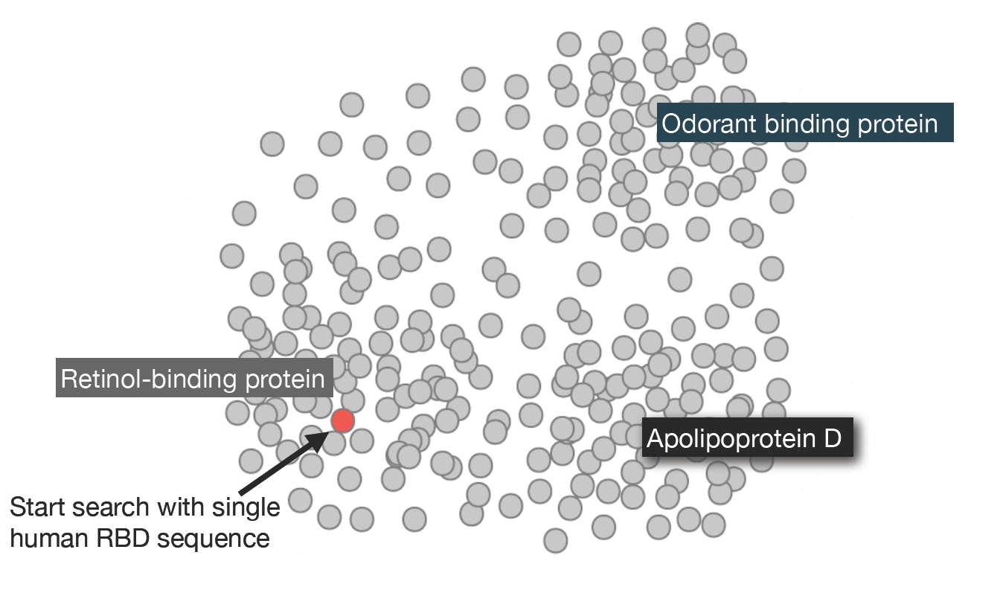 Odorant binding protein
Retinol-binding protein
Apolipoprotein D
Start search with single
human RBD sequence